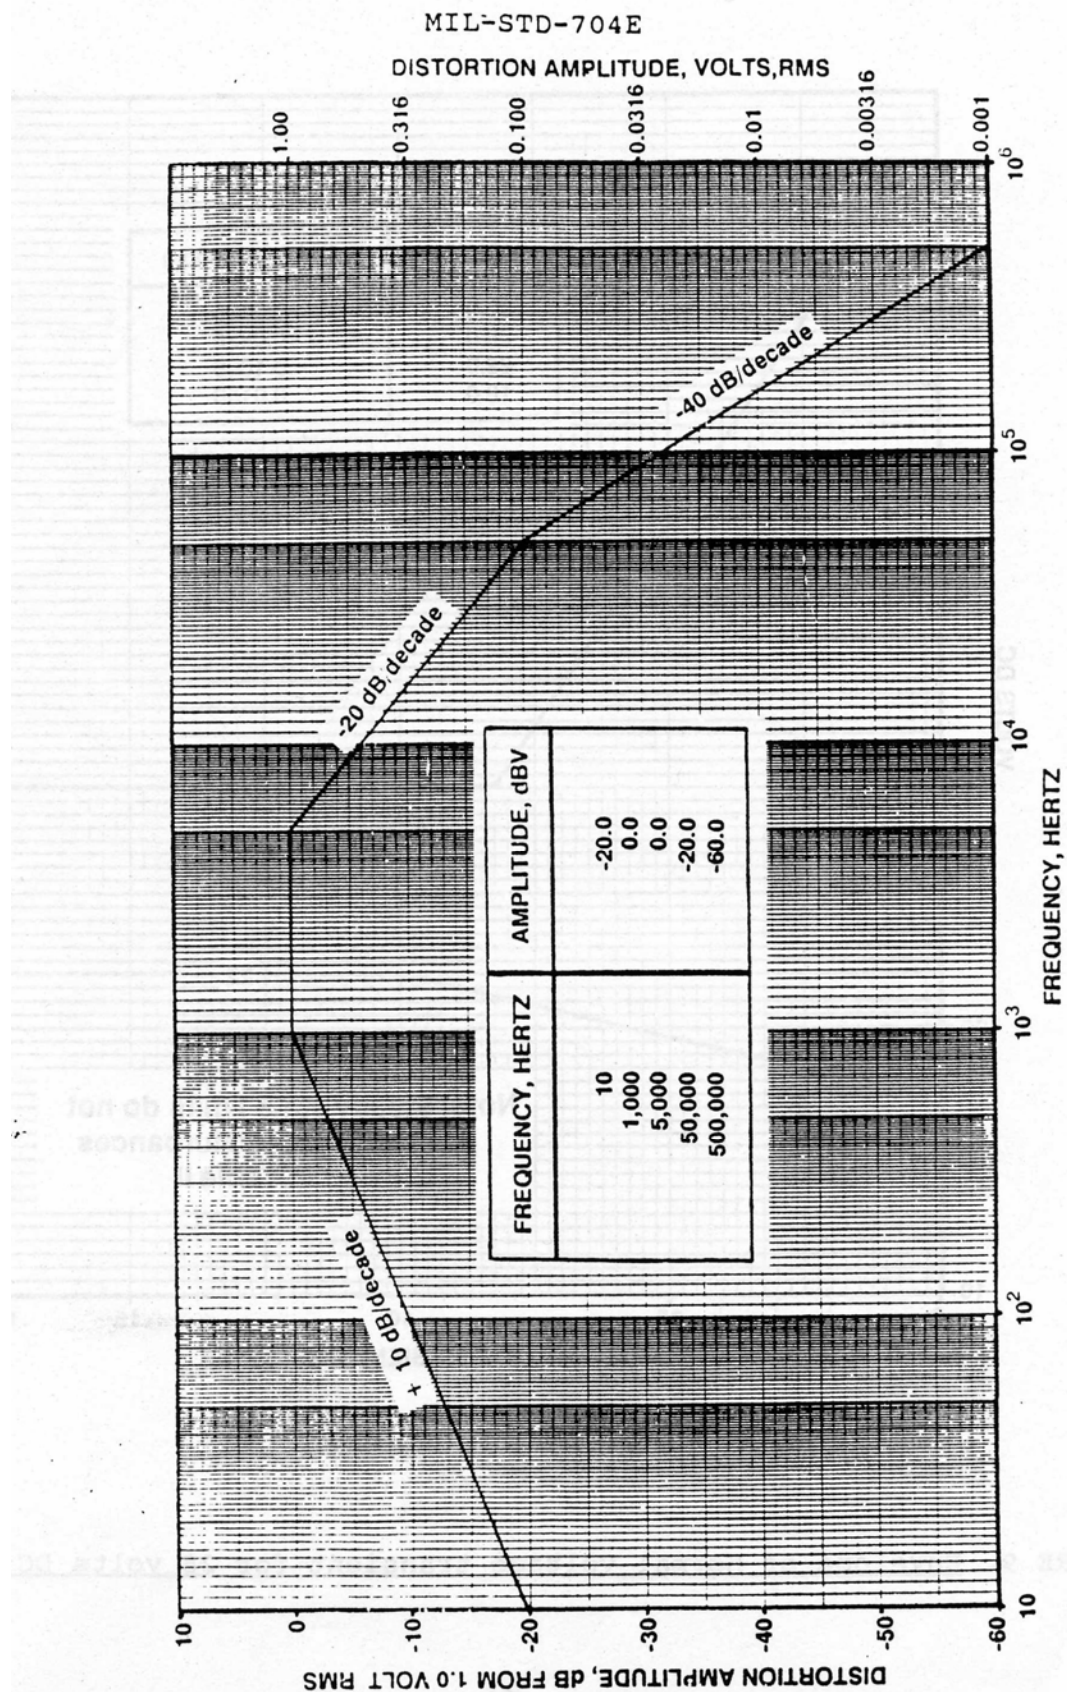 MIL-STD-704E
DISTORTION AMPLITUDE, VOLTS,RMS
1.00
0.316
0.100
0.0316
0.01
0.00316
0.001
DISTORTION AMPLITUDE, dB FROM 1.0 VOLT RMS
10
0
-10
-20
-30
-40
-50
-60
+ 10 dB/decade
-20 dB/decade
-40 dB/decade
FREQUENCY, HERTZ AMPLITUDE, dBV
10 -20.0
1,000 0.0
5,000 0.0
50,000 -20.0
500,000 -60.0
10
10²
10³
10⁴
10⁵
10⁶
FREQUENCY, HERTZ
do not
volts DC